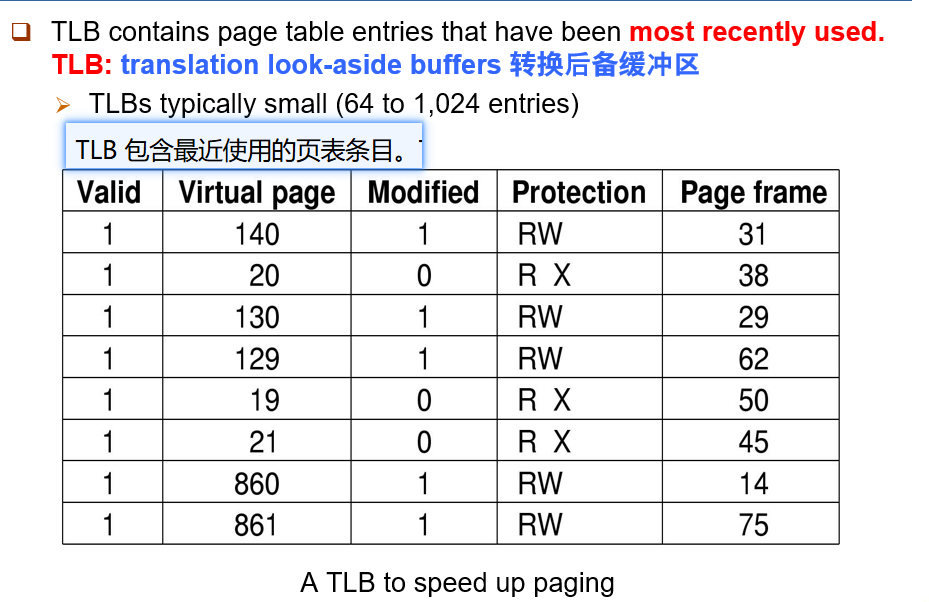 TLB contains page table entries that have been most recently used.
TLB: translation look-aside buffers 转换后备缓冲区
TLBs typically small (64 to 1,024 entries)
TLB 包含最近使用的页表条目。
Valid Virtual page Modified Protection Page frame
1 140 1 RW 31
1 20 0 R X 38
1 130 1 RW 29
1 129 1 RW 62
1 19 0 R X 50
1 21 0 R X 45
1 860 1 RW 14
1 861 1 RW 75
A TLB to speed up paging